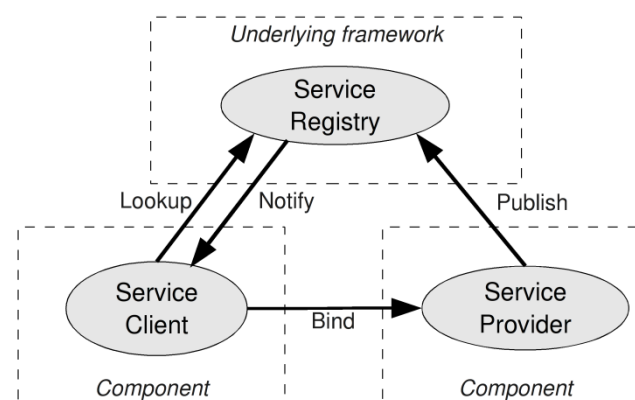 Underlying framework
Service
Registry
Lookup
Notify
Publish
Service
Client
Bind
Service
Provider
Component
Component